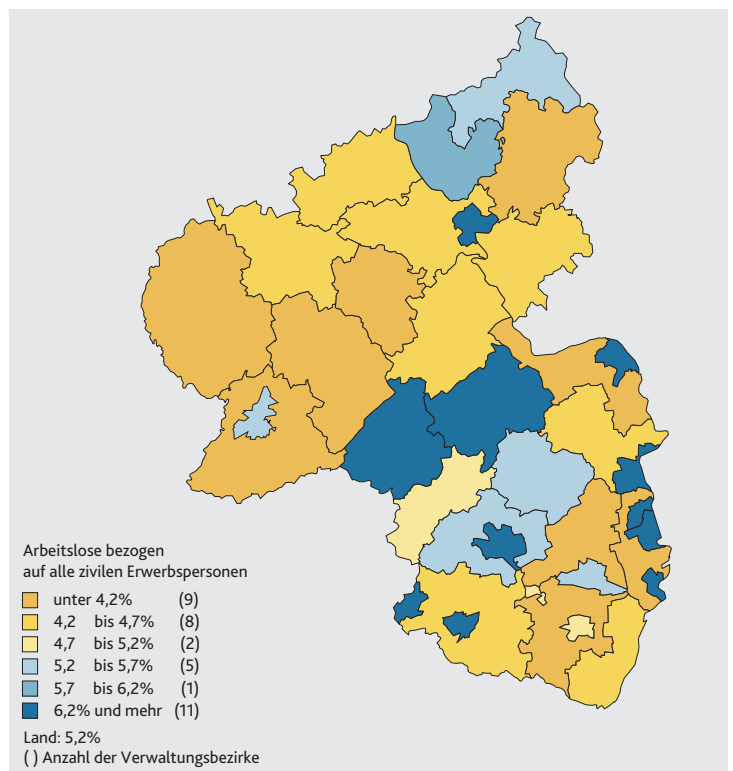 Arbeitslose bezogen
auf alle zivilen Erwerbspersonen
unter 4,2% (9)
4,2 bis 4,7% (8)
4,7 bis 5,2% (2)
5,2 bis 5,7% (5)
5,7 bis 6,2% (1)
6,2% und mehr (11)
Land: 5,2%
( ) Anzahl der Verwaltungsbezirke